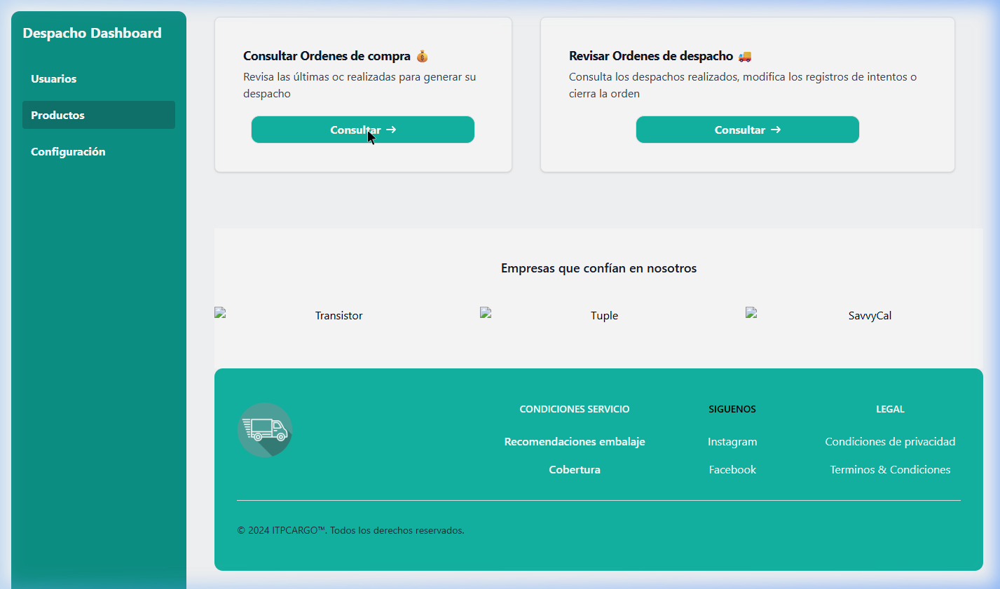 Despacho Dashboard
Usuarios
Productos
Configuración
Consultar Ordenes de compra 💰
Revisa las últimas oc realizadas para generar su
despacho
Consultar →
Revisar Ordenes de despacho 🚚
Consulta los despachos realizados, modifica los registros de intentos o
cierra la orden
Consultar →
Empresas que confían en nosotros
Transistor
Tuple
SavvyCal
CONDICIONES SERVICIO
Recomendaciones embalaje
Cobertura
SIGUENOS
Instagram
Facebook
LEGAL
Condiciones de privacidad
Terminos & Condiciones
© 2024 ITPCARGO™. Todos los derechos reservados.